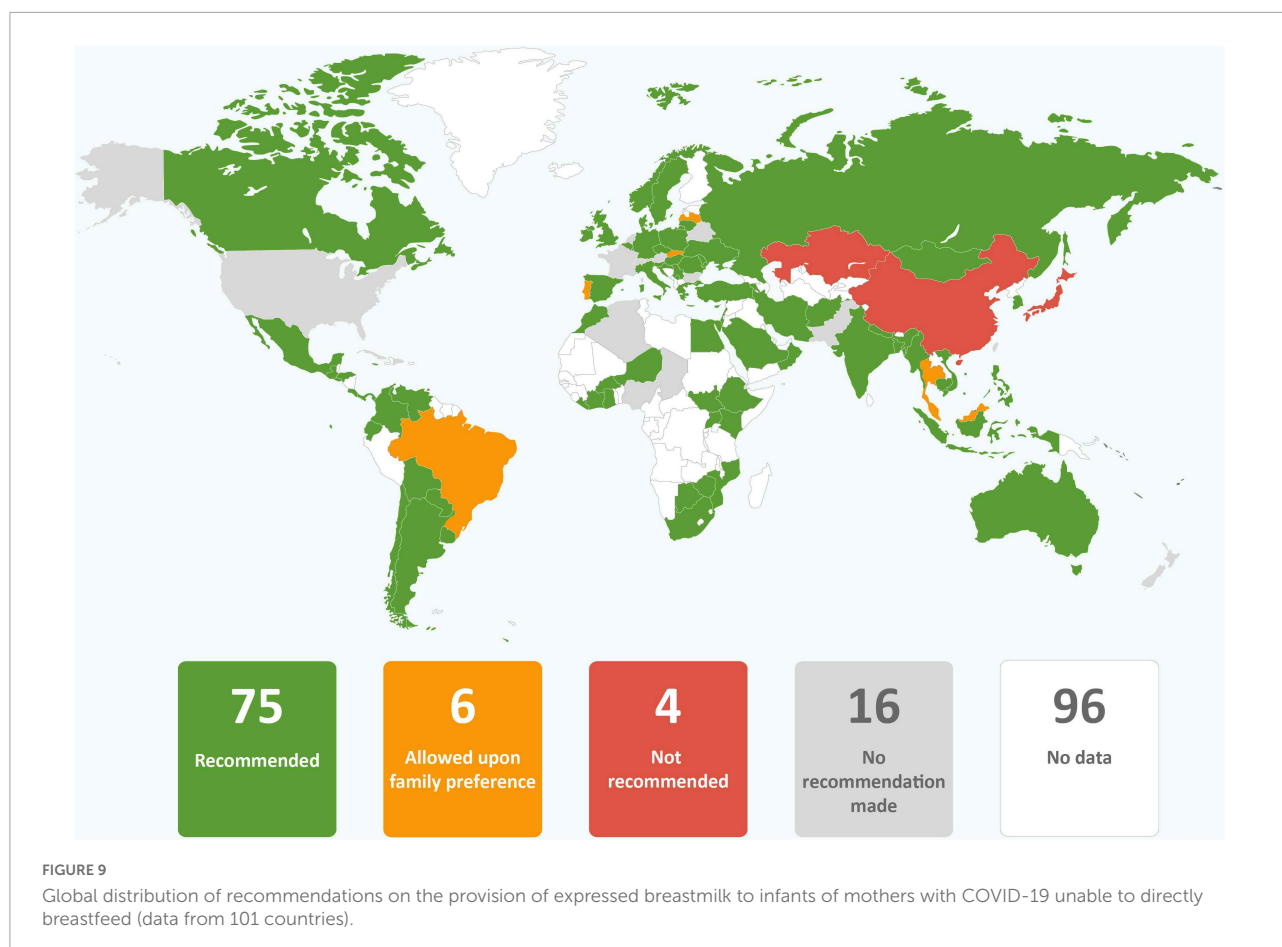 75
Recommended
6
Allowed upon
family preference
4
Not
recommended
16
No
recommendation
made
96
No data
FIGURE 9
Global distribution of recommendations on the provision of expressed breastmilk to infants of mothers with COVID-19 unable to directly
breastfeed (data from 101 countries).